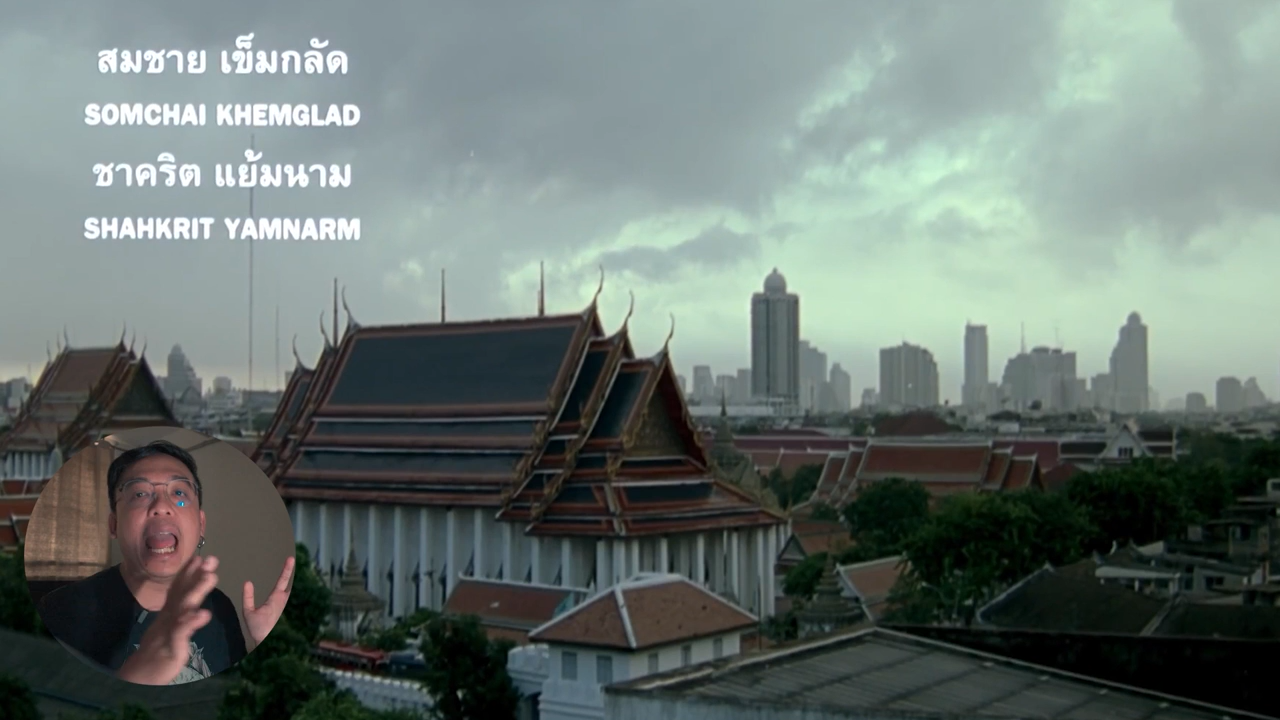 สมชาย เข็มกลัด
SOMCHAI KHEMGLAD
ชาคริต แย้มนาม
SHAHKRIT YAMNARM